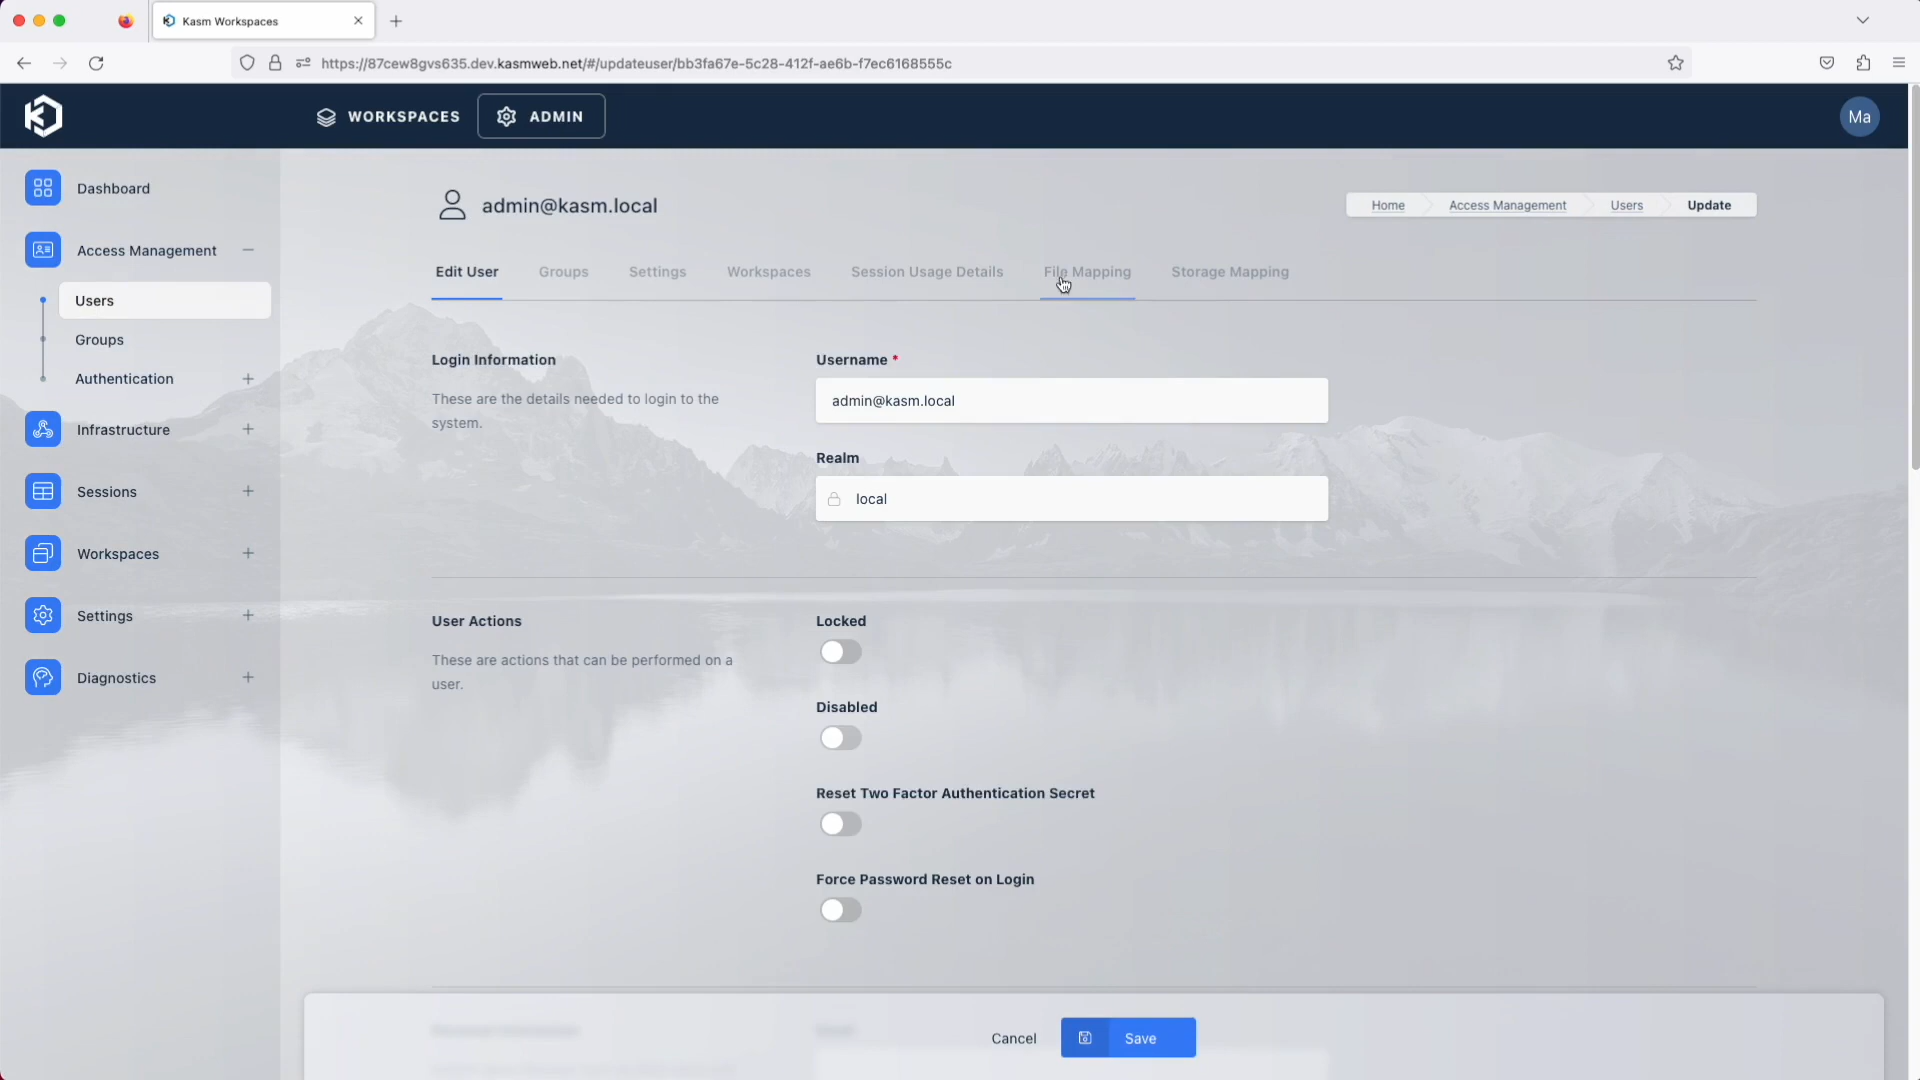 Kasm Workspaces
https://87cew8gvs635.dev.kasmweb.net/#/updateuser/bb3fa67e-5c28-412f-ae6b-f7ec6168555c
WORKSPACES
ADMIN
Ma
Dashboard
Access Management
Users
Groups
Authentication
Infrastructure
Sessions
Workspaces
Settings
Diagnostics
admin@kasm.local
Home
Access Management
Users
Update
Edit User
Groups
Settings
Workspaces
Session Usage Details
File Mapping
Storage Mapping
Login Information
These are the details needed to login to the
system.
Username *
admin@kasm.local
Realm
local
User Actions
These are actions that can be performed on a
user.
Locked
Disabled
Reset Two Factor Authentication Secret
Force Password Reset on Login
Cancel
Save